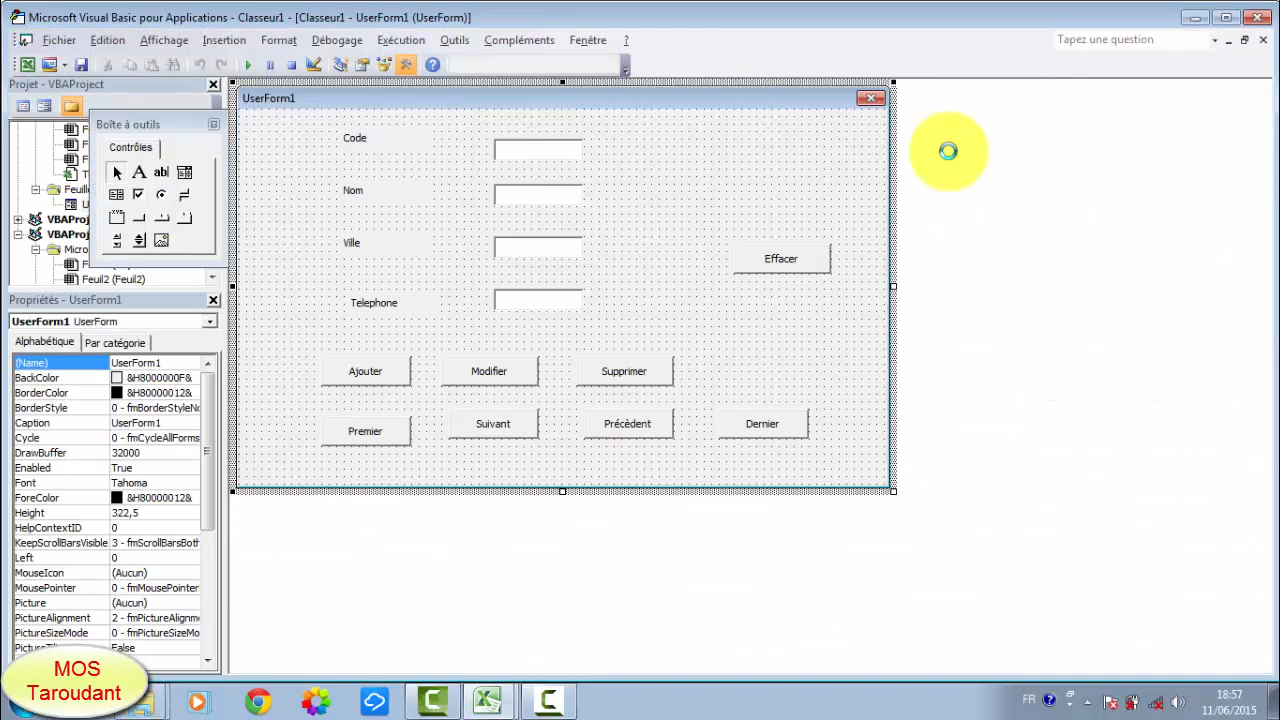 Microsoft Visual Basic pour Applications - Classeur1 - [Classeur1 - UserForm1 (UserForm)]
Fichier Édition Affichage Insertion Format Débogage Exécution Outils Compléments Fenêtre ?
Tapez une question
Projet - VBAProject
Boîte à outils
Contrôles
VBAProj
VBAProj
Feuil2 (Feuil2)
Propriétés - UserForm1
UserForm1 UserForm
Alphabétique Par catégorie
(Name) UserForm1
BackColor &H8000000F&
BorderColor &H80000012&
BorderStyle 0 - fmBorderStyleNo
Caption UserForm1
Cycle 0 - fmCycleAllForms
DrawBuffer 32000
Enabled True
Font Tahoma
ForeColor &H80000012&
Height 322,5
HelpContextID 0
KeepScrollBarsVisible 3 - fmScrollBarsBoth
Left 0
MouseIcon (Aucun)
MousePointer 0 - fmMousePointer
Picture (Aucun)
PictureAlignment 2 - fmPictureAlignm
PictureSizeMode 0 - fmPictureSizeMo
False
UserForm1
Code
Nom
Ville
Telephone
Effacer
Ajouter Modifier Supprimer
Premier Suivant Précèdent Dernier
MOS
Taroudant
FR
18:57
11/06/2015